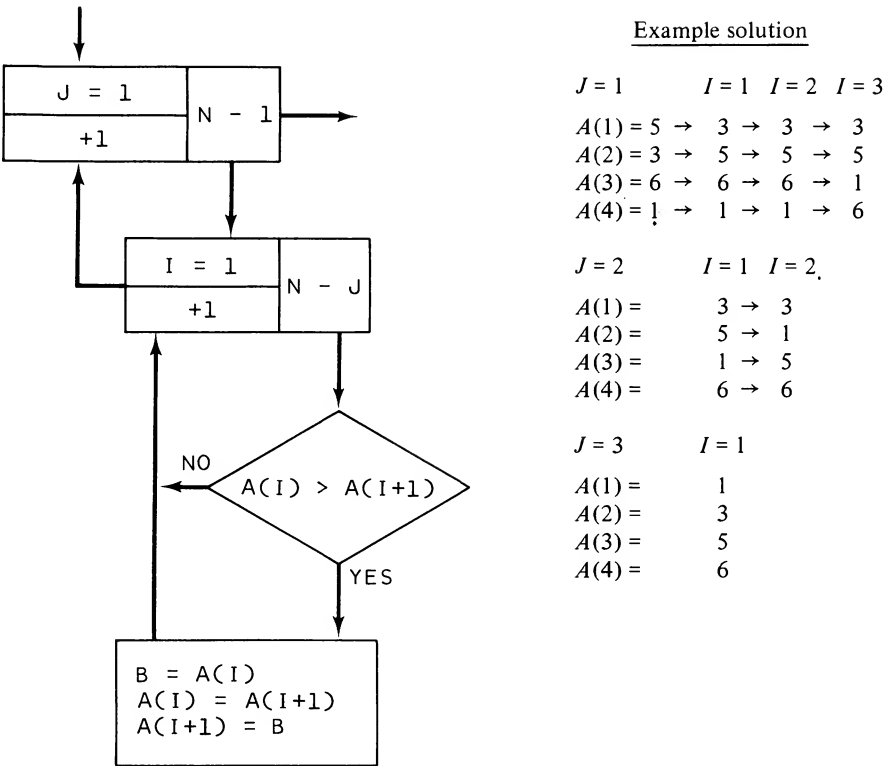 J = 1
+1
N - 1
I = 1
+1
N - J
NO
A(I) > A(I+1)
YES
B = A(I)
A(I) = A(I+1)
A(I+1) = B
Example solution
J = 1 I = 1 I = 2 I = 3
A(1) = 5 → 3 → 3 → 3
A(2) = 3 → 5 → 5 → 5
A(3) = 6 → 6 → 6 → 1
A(4) = 1 → 1 → 1 → 6
J = 2 I = 1 I = 2
A(1) = 3 → 3
A(2) = 5 → 1
A(3) = 1 → 5
A(4) = 6 → 6
J = 3 I = 1
A(1) = 1
A(2) = 3
A(3) = 5
A(4) = 6